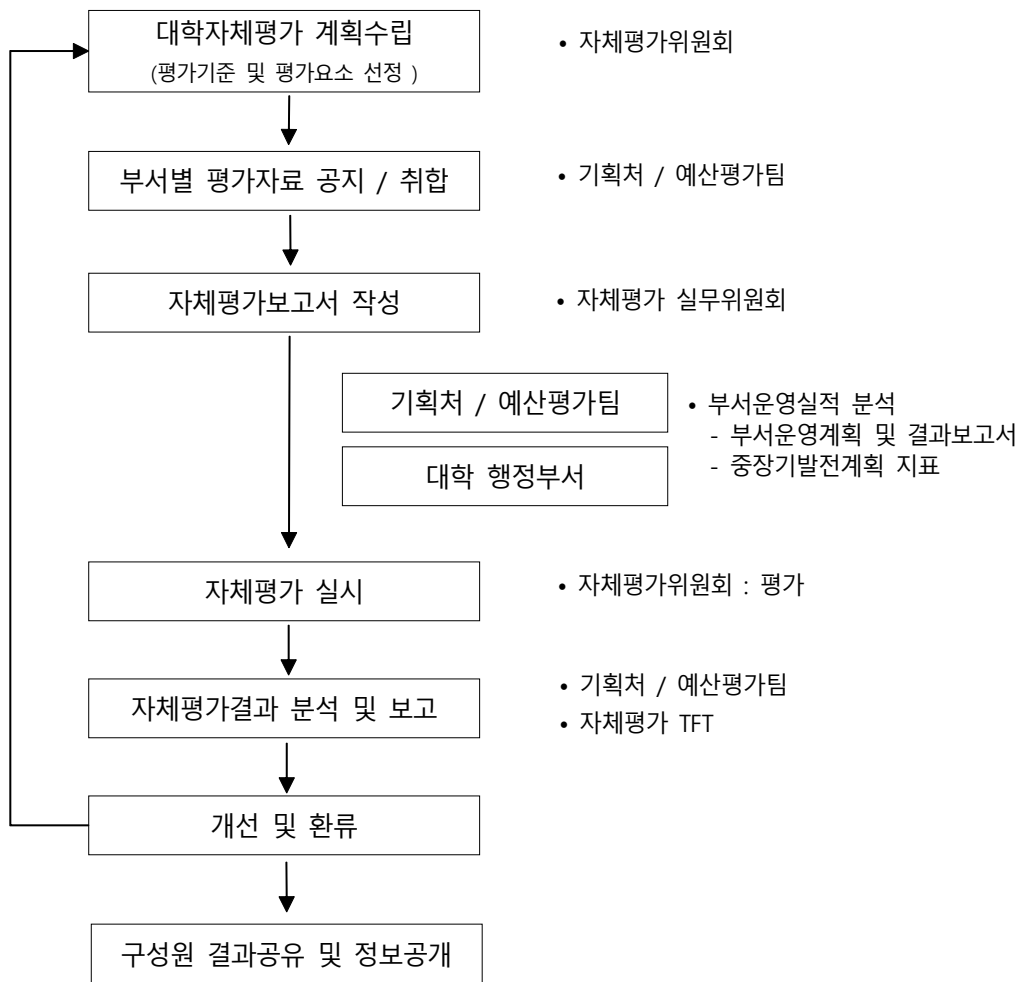 대학자체평가 계획수립
(평가기준 및 평가요소 선정 )
• 자체평가위원회
부서별 평가자료 공지 / 취합
• 기획처 / 예산평가팀
자체평가보고서 작성
• 자체평가 실무위원회
기획처 / 예산평가팀
대학 행정부서
• 부서운영실적 분석
- 부서운영계획 및 결과보고서
- 중장기발전계획 지표
자체평가 실시
• 자체평가위원회 : 평가
자체평가결과 분석 및 보고
• 기획처 / 예산평가팀
• 자체평가 TFT
개선 및 환류
구성원 결과공유 및 정보공개